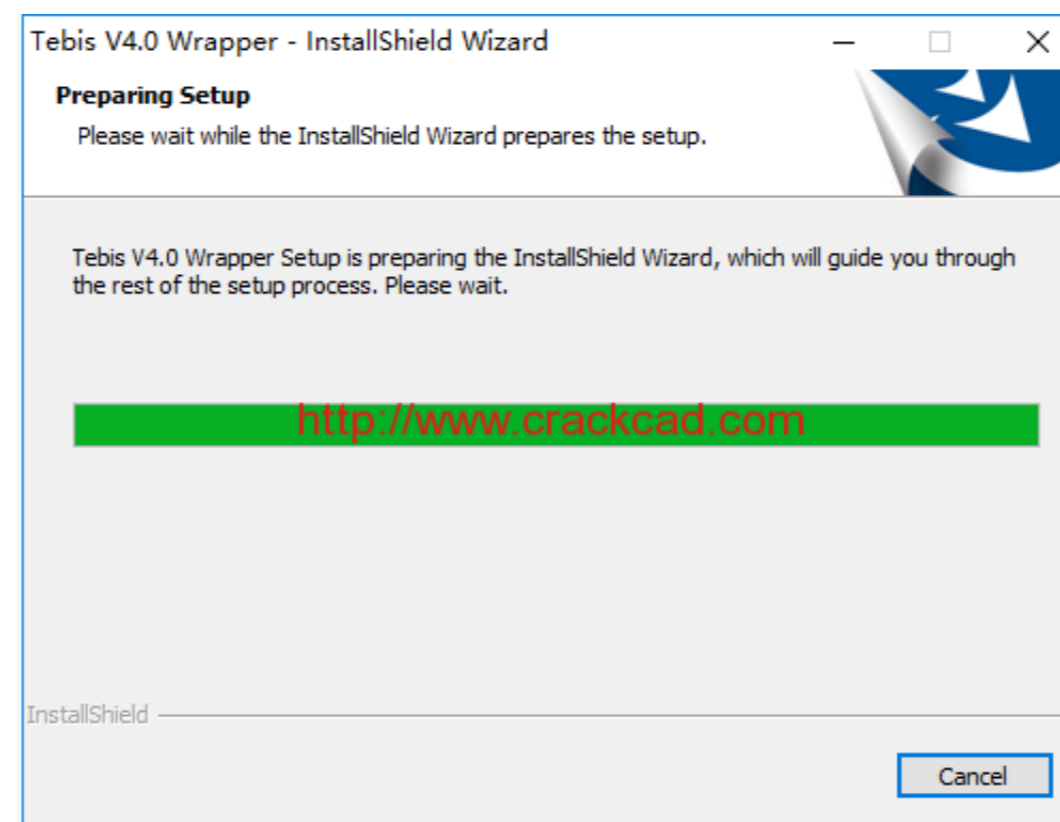 Tebis V4.0 Wrapper - InstallShield Wizard
Preparing Setup
Please wait while the InstallShield Wizard prepares the setup.
Tebis V4.0 Wrapper Setup is preparing the InstallShield Wizard, which will guide you through
the rest of the setup process. Please wait.
http://www.crackcad.com
InstallShield
Cancel